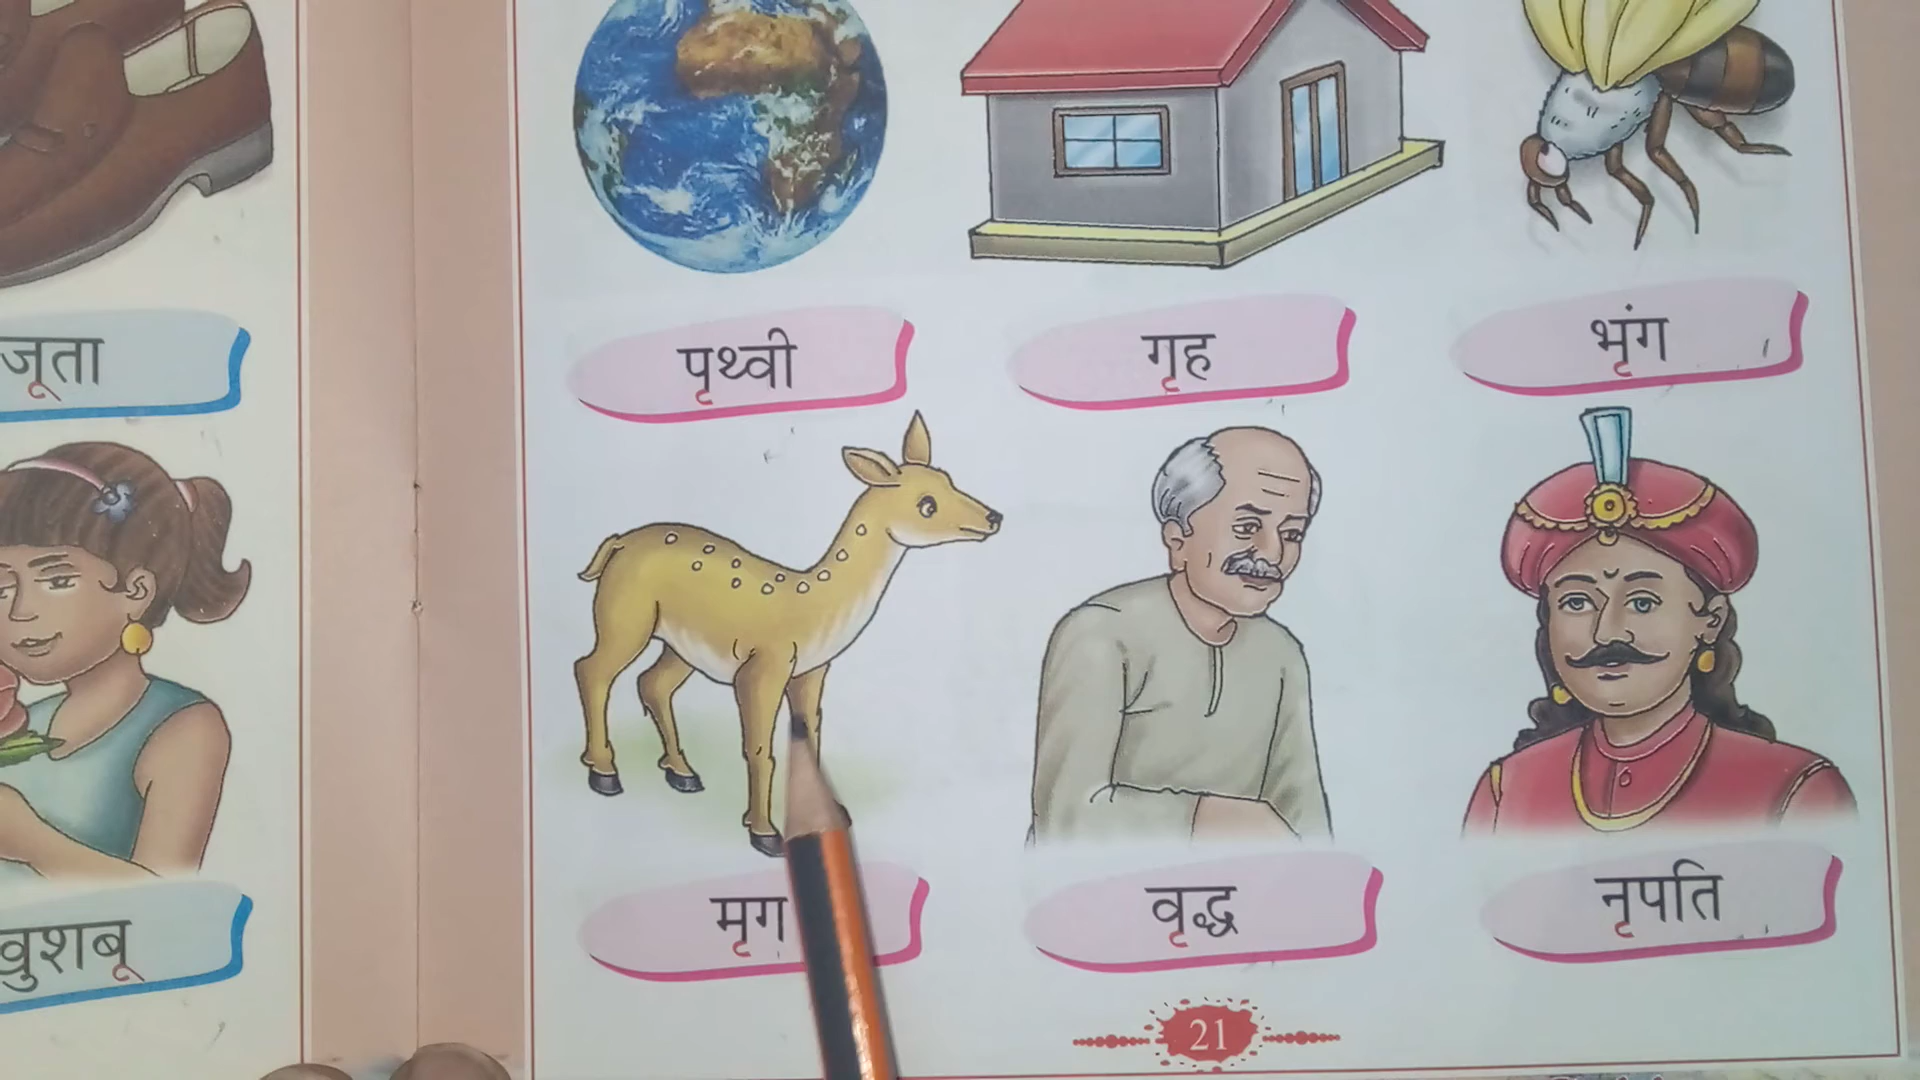 जूता
खुशबू
पृथ्वी
गृह
भृंग
मृग
वृद्ध
नृपति
21